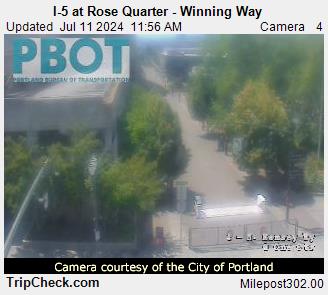 I-5 at Rose Quarter - Winning Way
Updated Jul 11 2024 11:56 AM Camera 4
PBOT
PORTLAND BUREAU OF TRANSPORTATION
Camera courtesy of the City of Portland
TripCheck.com Milepost302.00